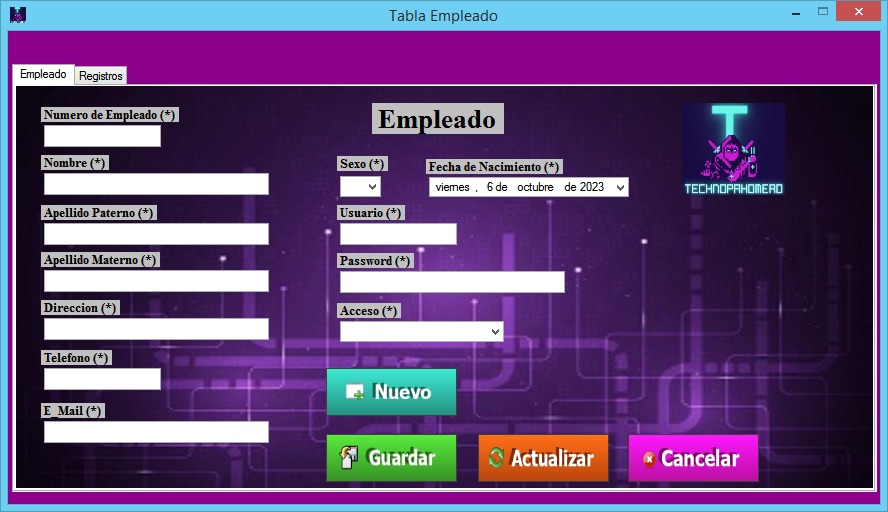 Tabla Empleado
Empleado Registros
Numero de Empleado (*)
Empleado
Nombre (*)
Sexo (*)
Fecha de Nacimiento (*)
viernes , 6 de octubre de 2023
T
TECHNOPAHOMERO
Apellido Paterno (*)
Usuario (*)
Apellido Materno (*)
Password (*)
Direccion (*)
Acceso (*)
Telefono (*)
Nuevo
E_Mail (*)
Guardar
Actualizar
Cancelar